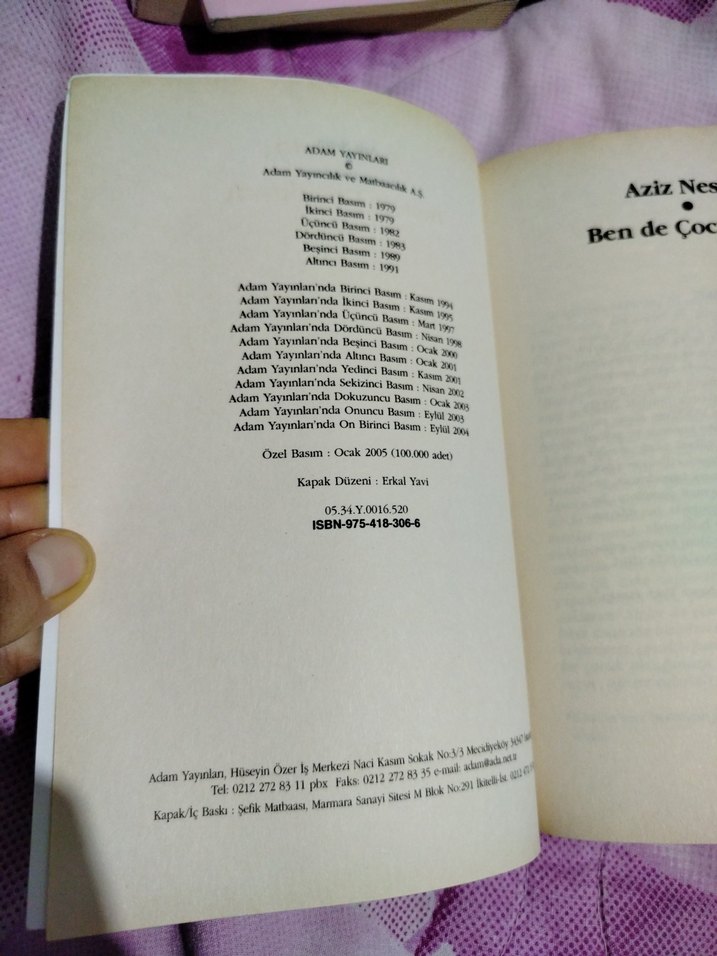 ADAM YAYINLARI
©
Adam Yayıncılık ve Matbaacılık A.Ş.
Birinci Basım : 1979
İkinci Basım : 1979
Üçüncü Basım : 1982
Dördüncü Basım : 1983
Beşinci Basım : 1989
Altıncı Basım : 1991
Adam Yayınları'nda Birinci Basım : Kasım 1994
Adam Yayınları'nda İkinci Basım : Kasım 1995
Adam Yayınları'nda Üçüncü Basım : Mart 1997
Adam Yayınları'nda Dördüncü Basım : Nisan 1998
Adam Yayınları'nda Beşinci Basım : Ocak 2000
Adam Yayınları'nda Altıncı Basım : Ocak 2001
Adam Yayınları'nda Yedinci Basım : Kasım 2001
Adam Yayınları'nda Sekizinci Basım : Nisan 2002
Adam Yayınları'nda Dokuzuncu Basım : Ocak 2003
Adam Yayınları'nda Onuncu Basım : Eylül 2003
Adam Yayınları'nda On Birinci Basım : Eylül 2004
Özel Basım : Ocak 2005 (100.000 adet)
Kapak Düzeni : Erkal Yavi
05.34.Y.0016.520
ISBN-975-418-306-6
Adam Yayınları, Hüseyin Özer İş Merkezi Naci Kasım Sokak No:3/3 Mecidiyeköy 34347
Tel: 0212 272 83 11 pbx Faks: 0212 272 83 35 e-mail: adam@ada.net.tr
Kapak/İç Baskı : Şefik Matbaası, Marmara Sanayi Sitesi M Blok No:291 İkitelli-İst. 0212
Aziz Nes
●
Ben de Çoc